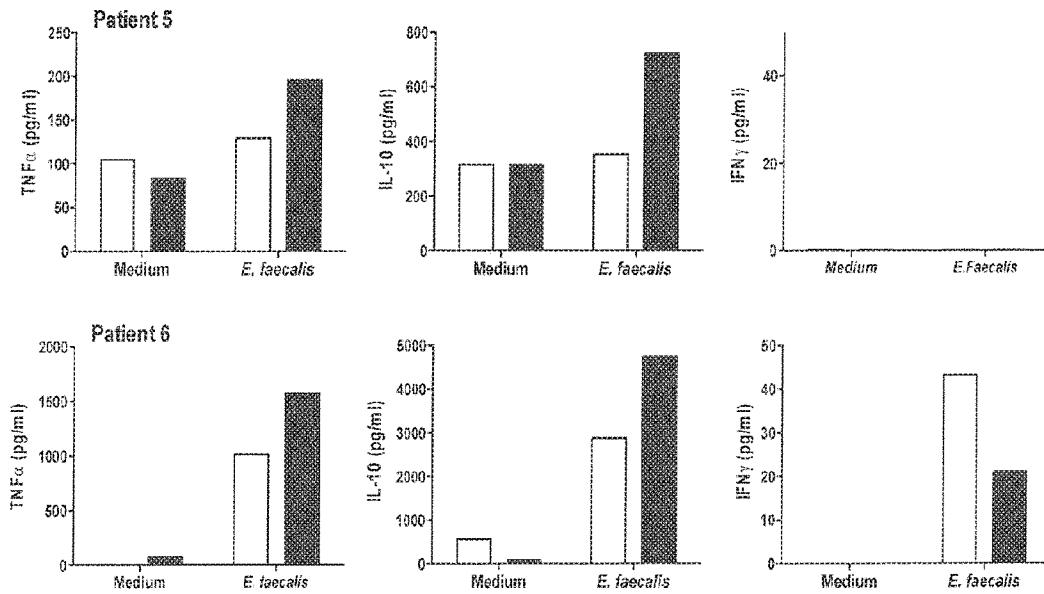 Patient 5
TNFα (pg/ml)
250
200
150
100
50
0
Medium
E. faecalis
IL-10 (pg/ml)
800
600
400
200
0
Medium
E. faecalis
IFNγ (pg/ml)
40
20
0
Medium
E.Faecalis
Patient 6
TNFα (pg/ml)
2000
1500
1000
500
0
Medium
E. faecalis
IL-10 (pg/ml)
5000
4000
3000
2000
1000
0
Medium
E. faecalis
IFNγ (pg/ml)
50
40
30
20
10
0
Medium
E. faecalis